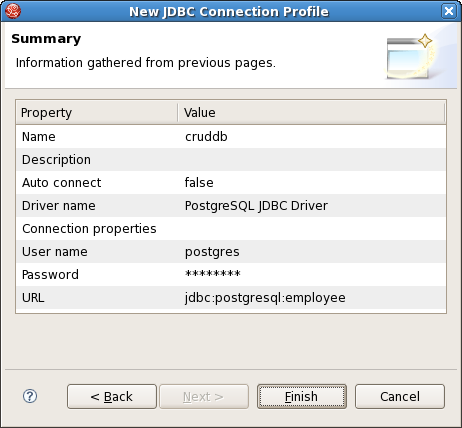 New JDBC Connection Profile
Summary
Information gathered from previous pages.
Property Value
Name cruddb
Description
Auto connect false
Driver name PostgreSQL JDBC Driver
Connection properties
User name postgres
Password ********
URL jdbc:postgresql:employee
? < Back Next > Finish Cancel